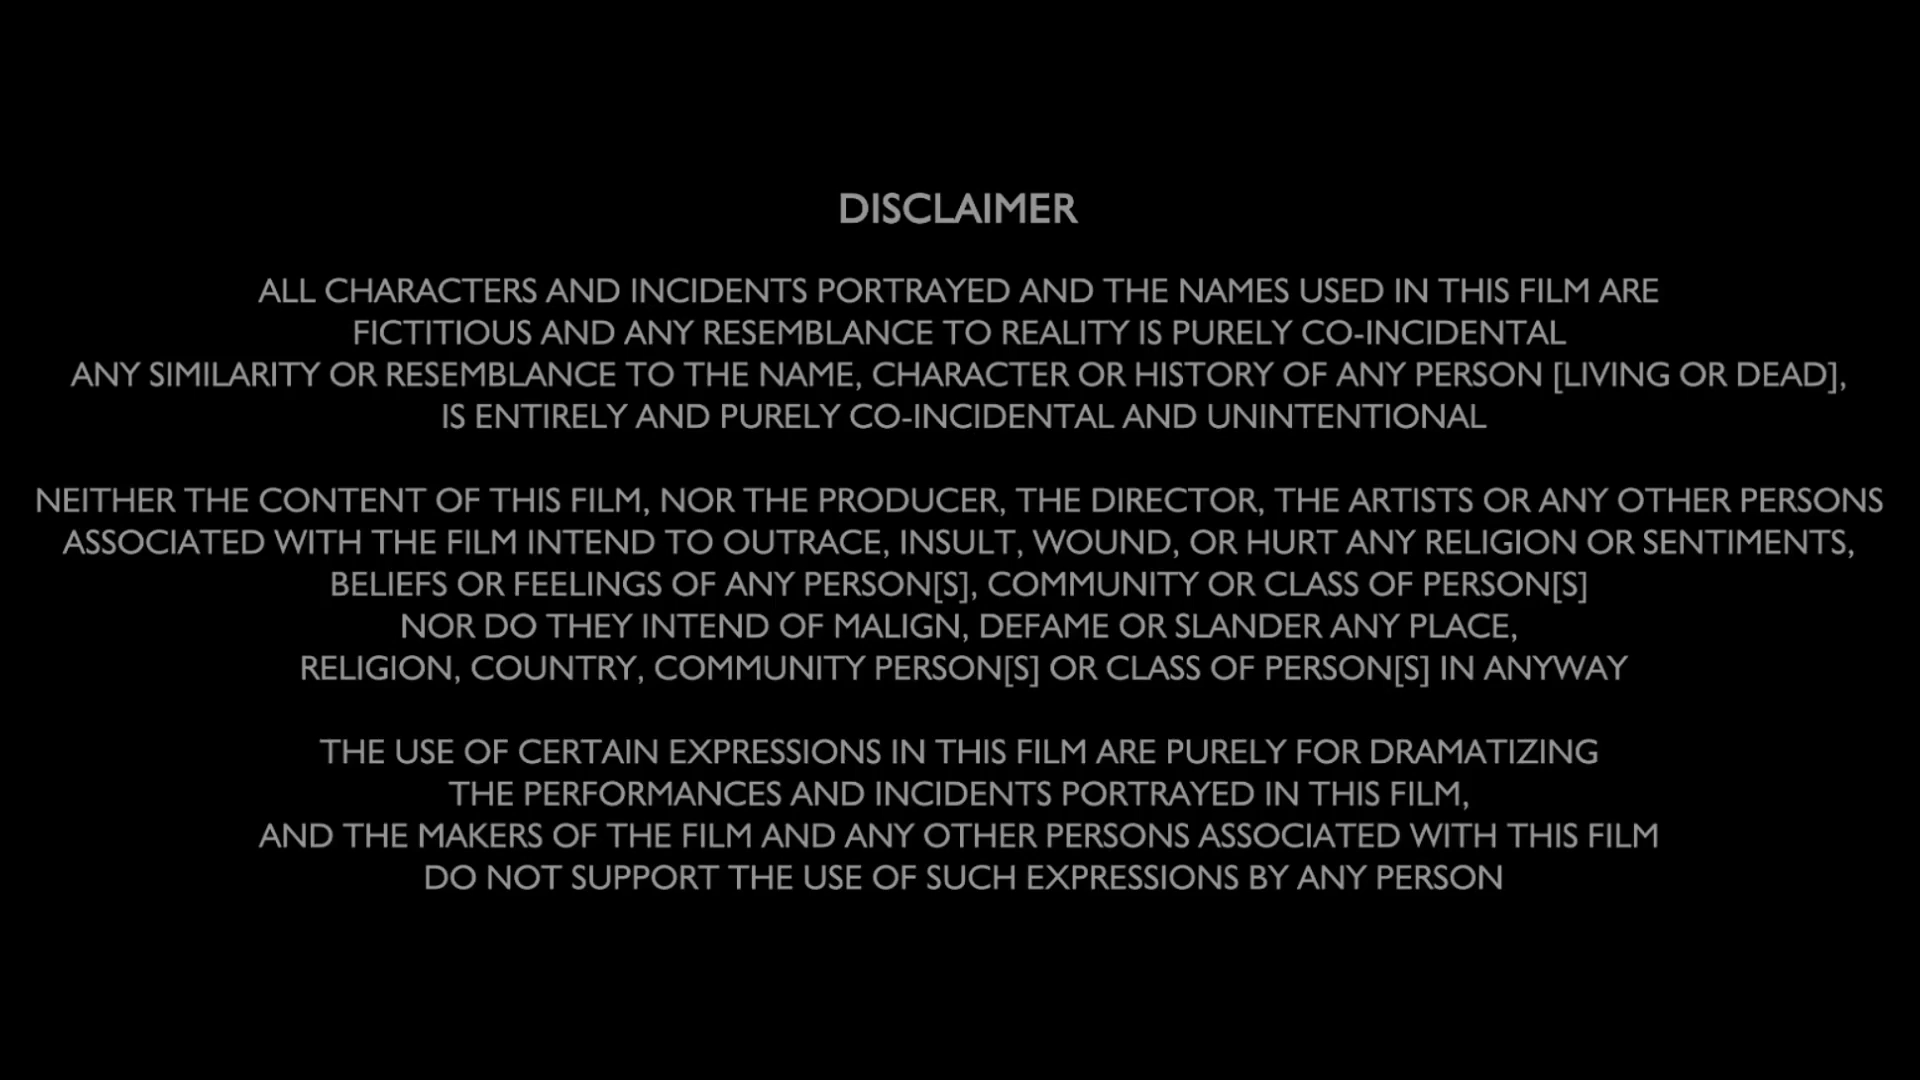 DISCLAIMER
ALL CHARACTERS AND INCIDENTS PORTRAYED AND THE NAMES USED IN THIS FILM ARE
FICTITIOUS AND ANY RESEMBLANCE TO REALITY IS PURELY CO-INCIDENTAL
ANY SIMILARITY OR RESEMBLANCE TO THE NAME, CHARACTER OR HISTORY OF ANY PERSON [LIVING OR DEAD],
IS ENTIRELY AND PURELY CO-INCIDENTAL AND UNINTENTIONAL
NEITHER THE CONTENT OF THIS FILM, NOR THE PRODUCER, THE DIRECTOR, THE ARTISTS OR ANY OTHER PERSONS
ASSOCIATED WITH THE FILM INTEND TO OUTRACE, INSULT, WOUND, OR HURT ANY RELIGION OR SENTIMENTS,
BELIEFS OR FEELINGS OF ANY PERSON[S], COMMUNITY OR CLASS OF PERSON[S]
NOR DO THEY INTEND OF MALIGN, DEFAME OR SLANDER ANY PLACE,
RELIGION, COUNTRY, COMMUNITY PERSON[S] OR CLASS OF PERSON[S] IN ANYWAY
THE USE OF CERTAIN EXPRESSIONS IN THIS FILM ARE PURELY FOR DRAMATIZING
THE PERFORMANCES AND INCIDENTS PORTRAYED IN THIS FILM,
AND THE MAKERS OF THE FILM AND ANY OTHER PERSONS ASSOCIATED WITH THIS FILM
DO NOT SUPPORT THE USE OF SUCH EXPRESSIONS BY ANY PERSON